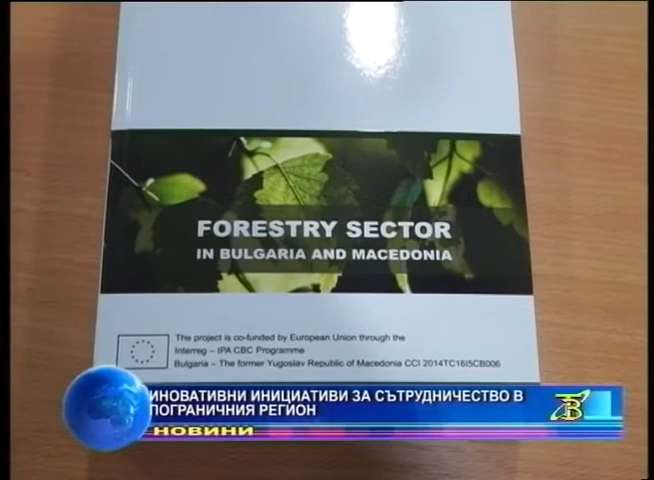 FORESTRY SECTOR
IN BULGARIA AND MACEDONIA
The project is co-funded by European Union through the
Interreg – IPA CBC Programme
Bulgaria – The former Yugoslav Republic of Macedonia CCI 2014TC16I5CB006
ИНОВАТИВНИ ИНИЦИАТИВИ ЗА СЪТРУДНИЧЕСТВО В
ПОГРАНИЧНИЯ РЕГИОН
НОВИНИ